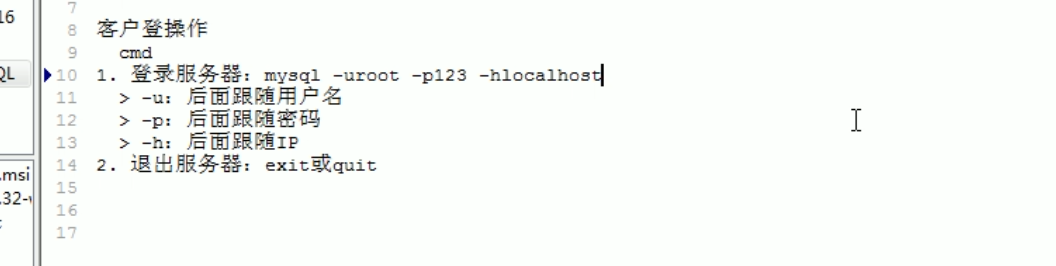 16
QL
.msi
.32-
7
8 客户登操作
9 cmd
10 1. 登录服务器：mysql -uroot -p123 -hlocalhost
11 > -u：后面跟随用户名
12 > -p：后面跟随密码
13 > -h：后面跟随IP
14 2. 退出服务器：exit或quit
15
16
17